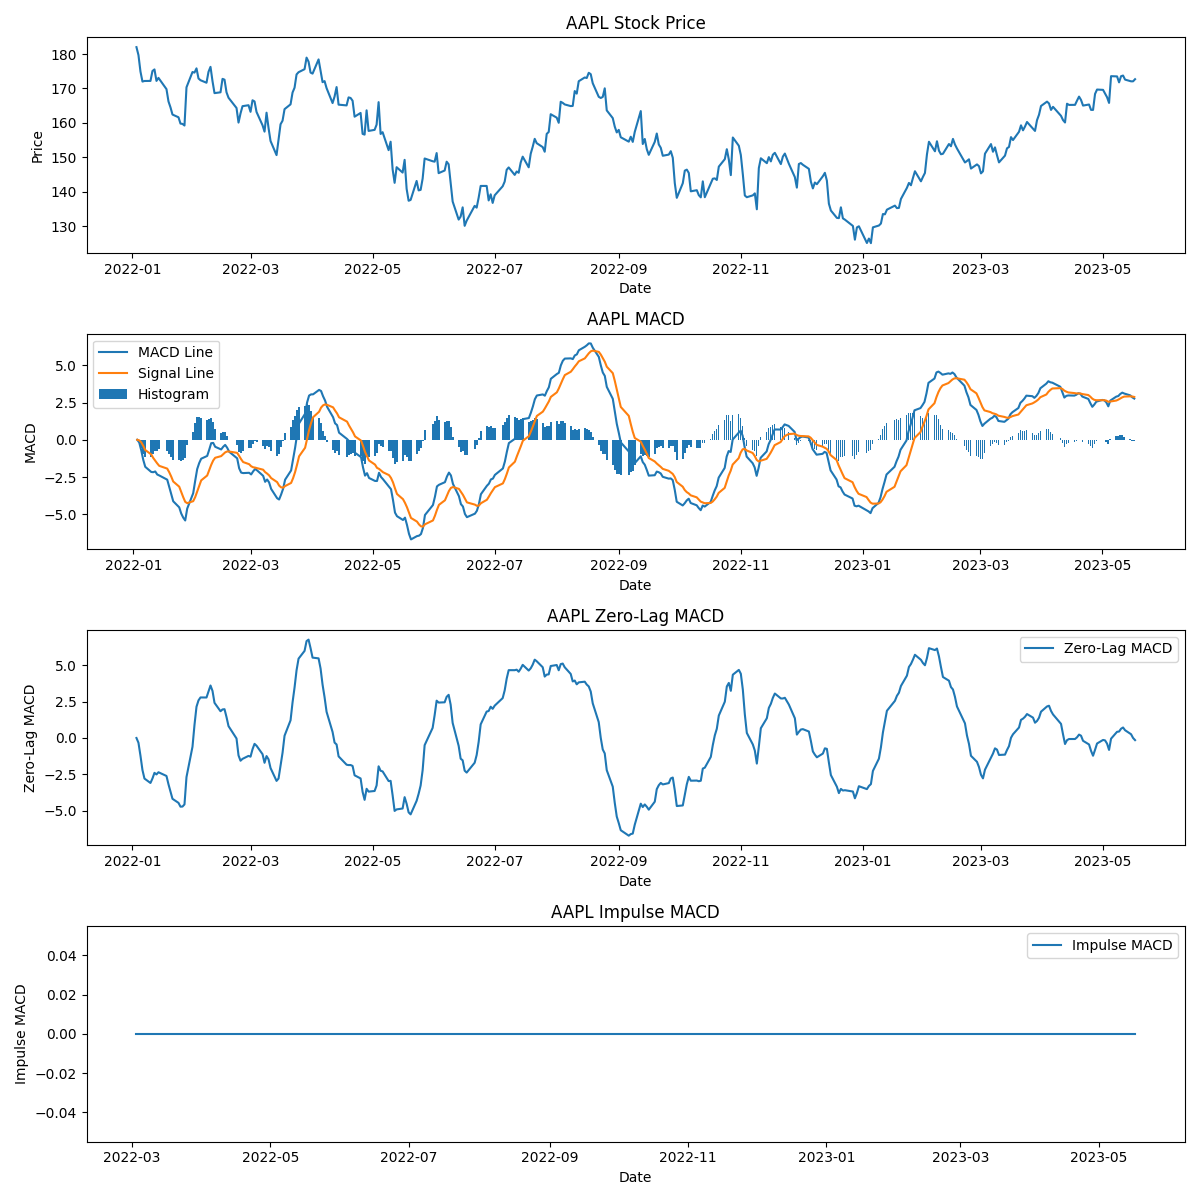 AAPL Stock Price
180
170
160
150
140
130
Price
2022-01 2022-03 2022-05 2022-07 2022-09 2022-11 2023-01 2023-03 2023-05
Date
AAPL MACD
MACD Line
Signal Line
Histogram
5.0
2.5
0.0
−2.5
−5.0
MACD
2022-01 2022-03 2022-05 2022-07 2022-09 2022-11 2023-01 2023-03 2023-05
Date
AAPL Zero-Lag MACD
Zero-Lag MACD
5.0
2.5
0.0
−2.5
−5.0
Zero-Lag MACD
2022-01 2022-03 2022-05 2022-07 2022-09 2022-11 2023-01 2023-03 2023-05
Date
AAPL Impulse MACD
Impulse MACD
0.04
0.02
0.00
−0.02
−0.04
Impulse MACD
2022-03 2022-05 2022-07 2022-09 2022-11 2023-01 2023-03 2023-05
Date